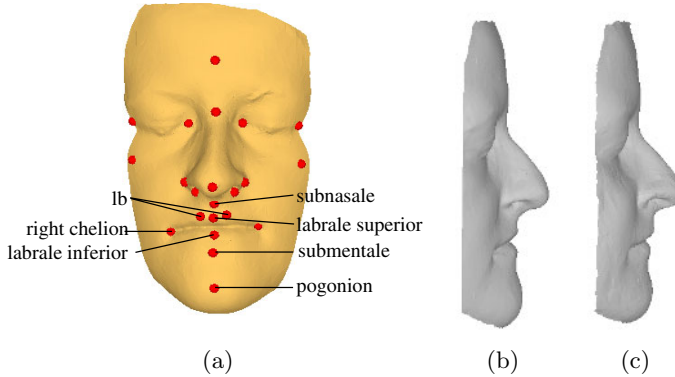 lb
subnasale
right chelion
labrale superior
labrale inferior
submentale
pogonion
(a)
(b)
(c)